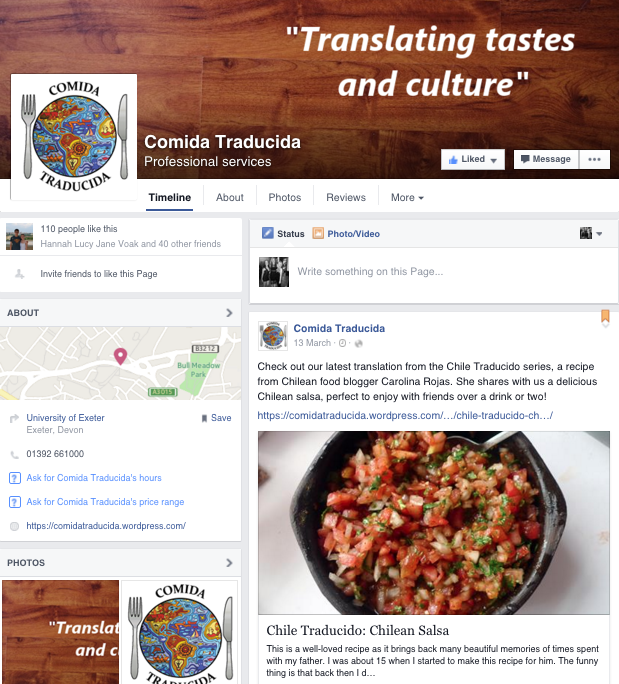 "Translating tastes
and culture"
COMIDA
TRADUCIDA
Comida Traducida
Professional services
Liked
Message
Timeline
About
Photos
Reviews
More
110 people like this
Hannah Lucy Jane Voak and 40 other friends
Invite friends to like this Page
ABOUT
B3212
Bull Meadow
Park
A3015
University of Exeter
Save
Exeter, Devon
01392 661000
? Ask for Comida Traducida's hours
? Ask for Comida Traducida's price range
https://comidatraducida.wordpress.com/
PHOTOS
"Translat
and cu
COMIDA
TRADUCIDA
Status
Photo/Video
Write something on this Page...
Comida Traducida
13 March ·
Check out our latest translation from the Chile Traducido series, a recipe
from Chilean food blogger Carolina Rojas. She shares with us a delicious
Chilean salsa, perfect to enjoy with friends over a drink or two!
https://comidatraducida.wordpress.com/.../chile-traducido-ch.../
Chile Traducido: Chilean Salsa
This is a well-loved recipe as it brings back many beautiful memories of times spent
with my father. I was about 15 when I started to make this recipe for him. The funny
thing is that back then I d...